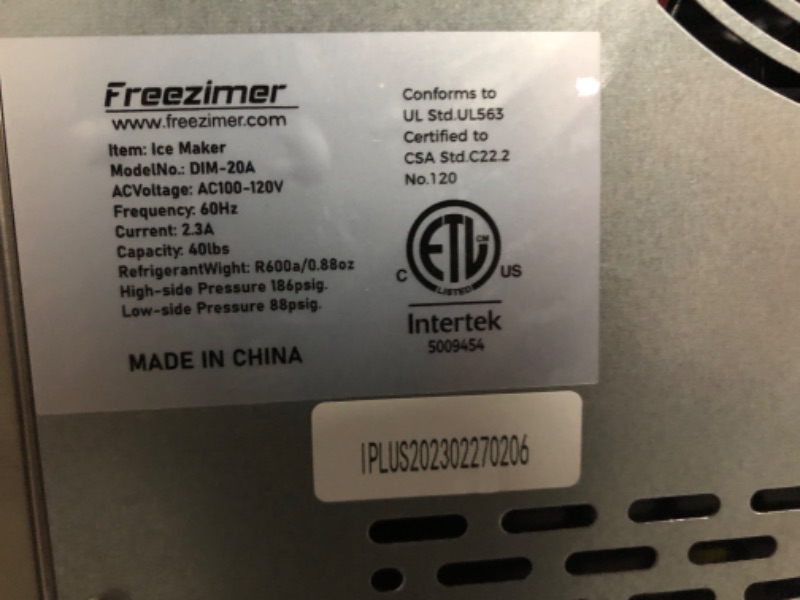 Freezimer
www.freezimer.com
Item: Ice Maker
ModelNo.: DIM-20A
ACVoltage: AC100-120V
Frequency: 60Hz
Current: 2.3A
Capacity: 40lbs
RefrigerantWight: R600a/0.88oz
High-side Pressure 186psig.
Low-side Pressure 88psig.
MADE IN CHINA
Conforms to
UL Std.UL563
Certified to
CSA Std.C22.2
No.120
C ETL CM US
LISTED
Intertek
5009454
IPLUS202302270206